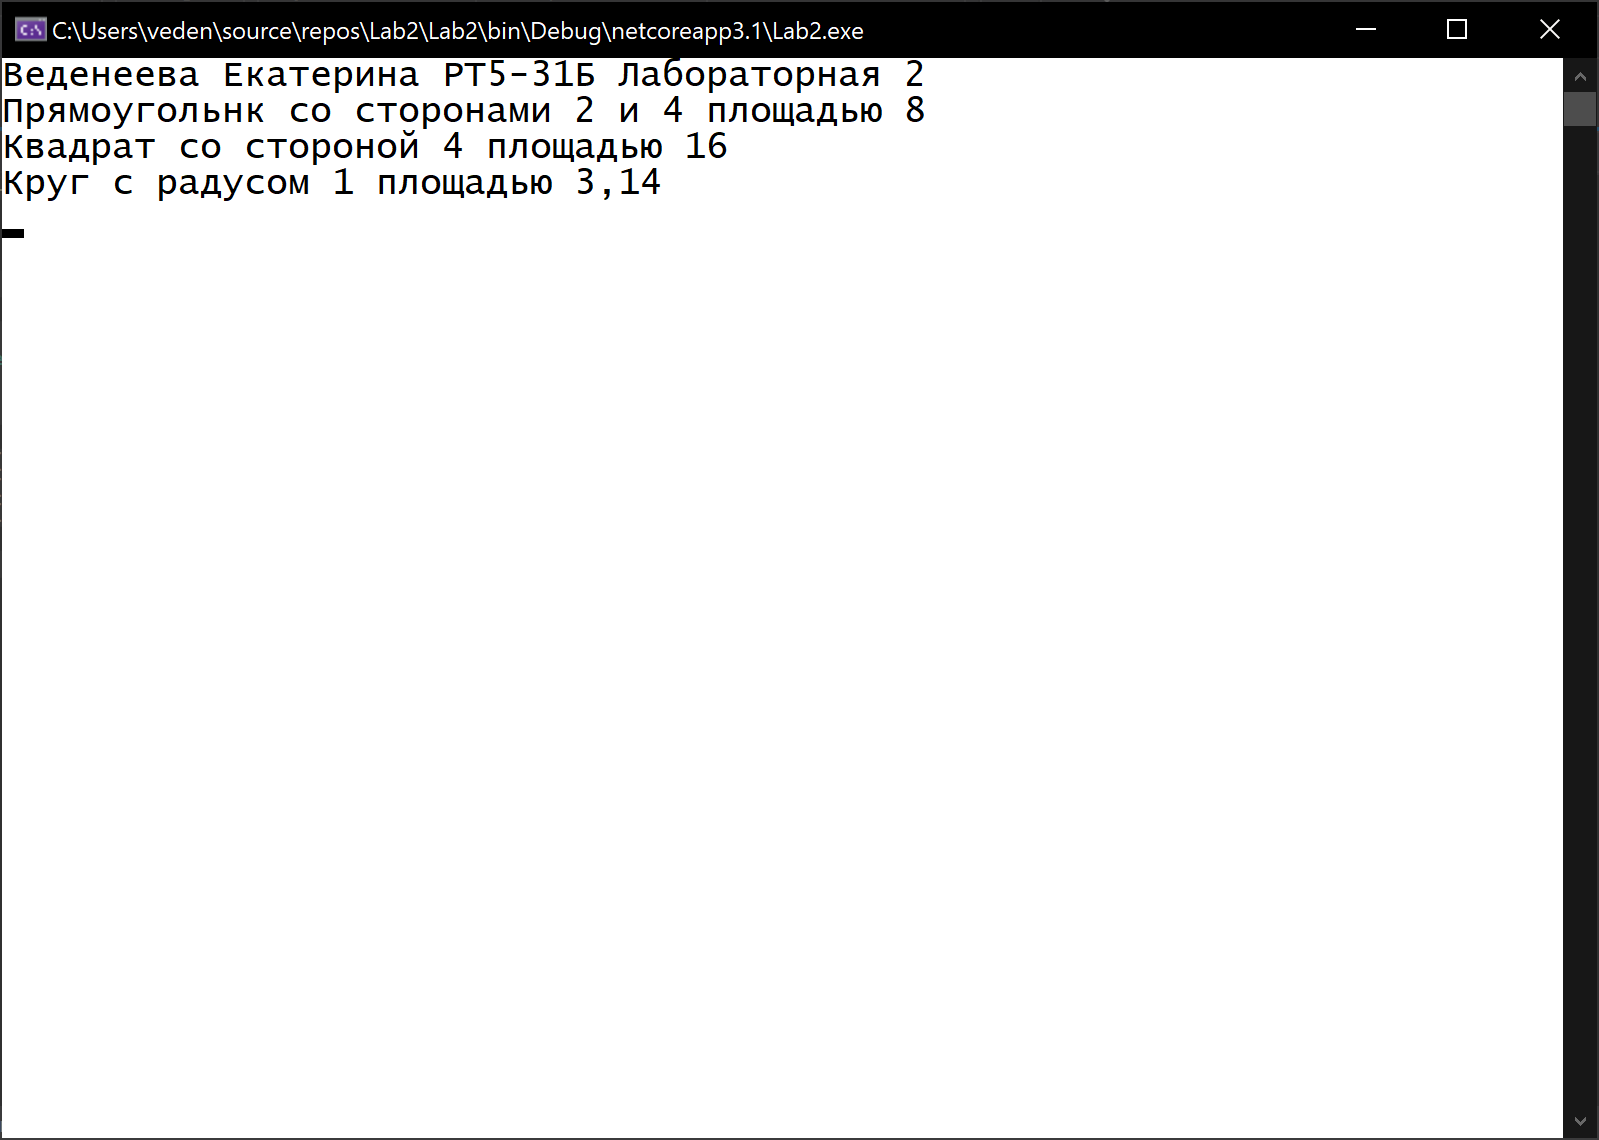 C:\Users\veden\source\repos\Lab2\Lab2\bin\Debug\netcoreapp3.1\Lab2.exe
Веденеева Екатерина РТ5-31Б Лабораторная 2
Прямоугольнк со сторонами 2 и 4 площадью 8
Квадрат со стороной 4 площадью 16
Круг с радусом 1 площадью 3,14